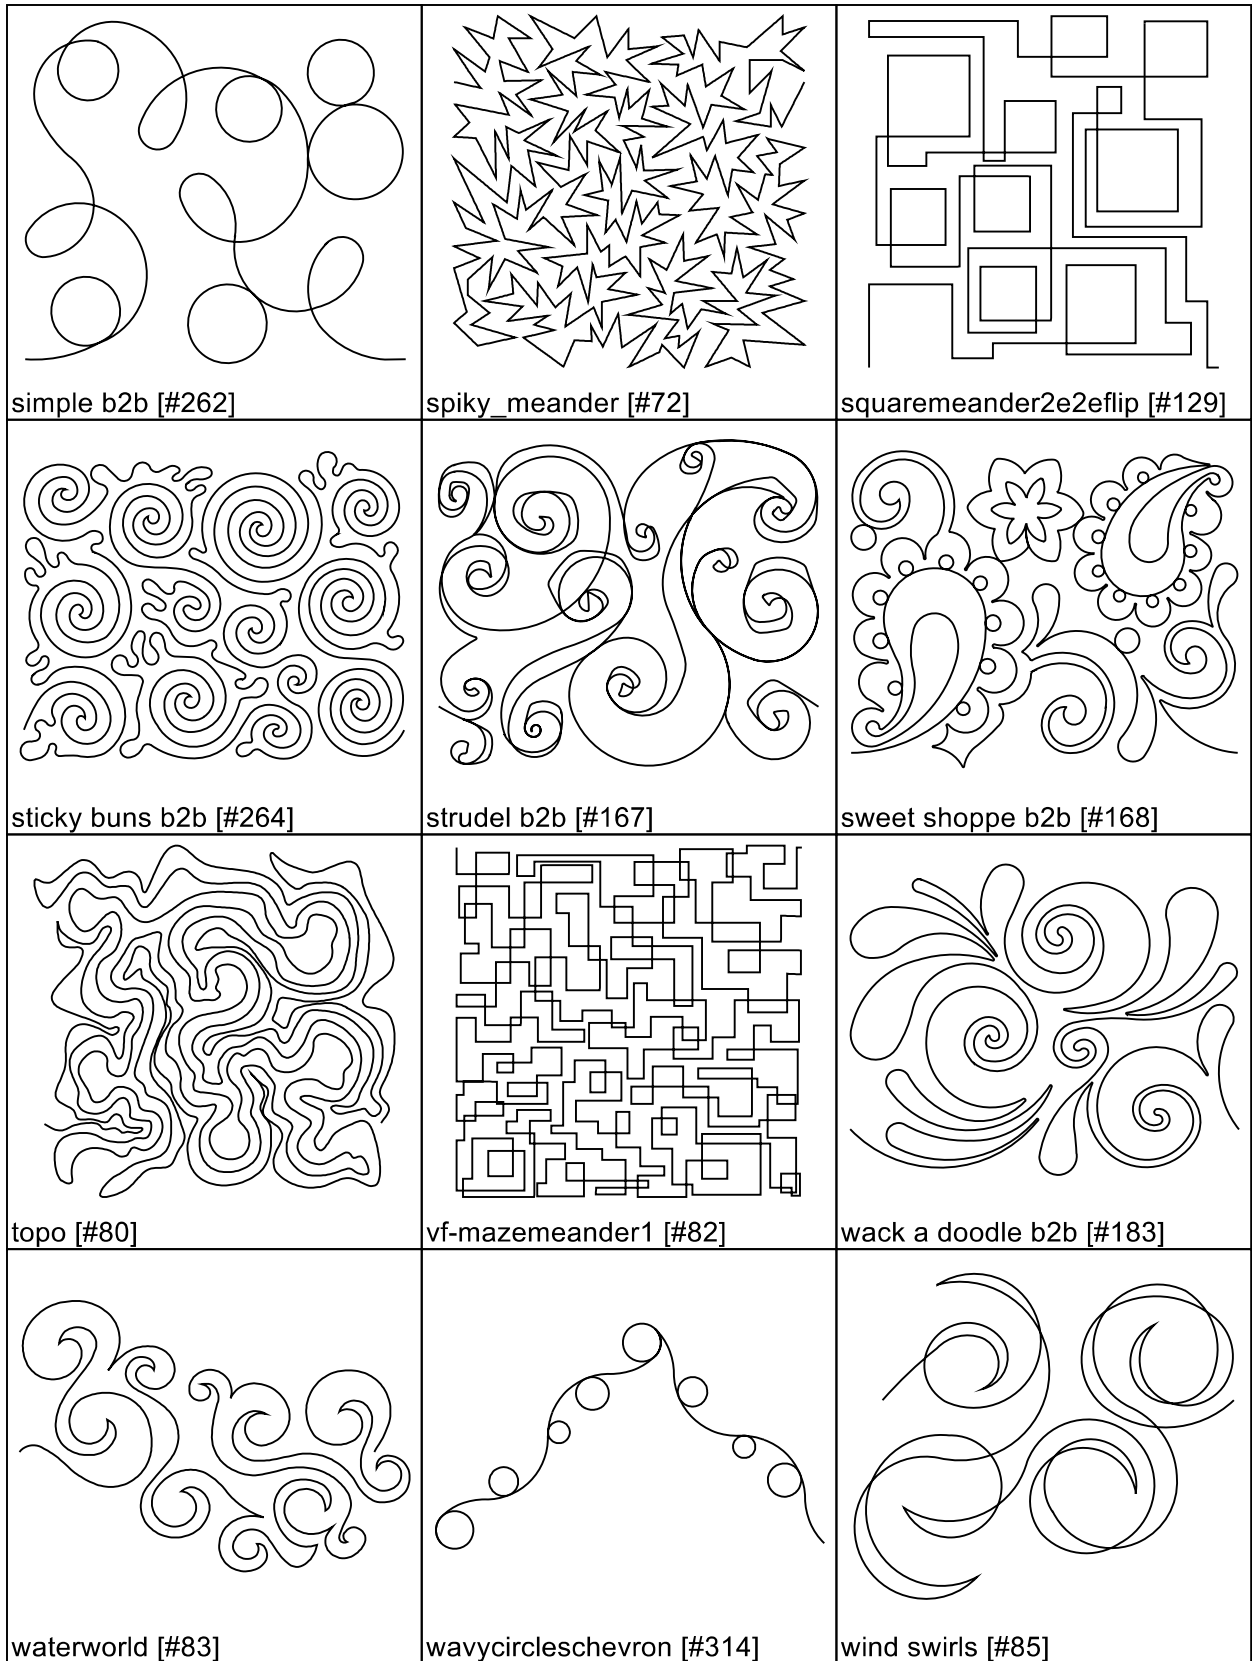 simple b2b [#262]
spiky_meander [#72]
squaremeander2e2eflip [#129]
sticky buns b2b [#264]
strudel b2b [#167]
sweet shoppe b2b [#168]
topo [#80]
vf-mazemeander1 [#82]
wack a doodle b2b [#183]
waterworld [#83]
wavycircleschevron [#314]
wind swirls [#85]